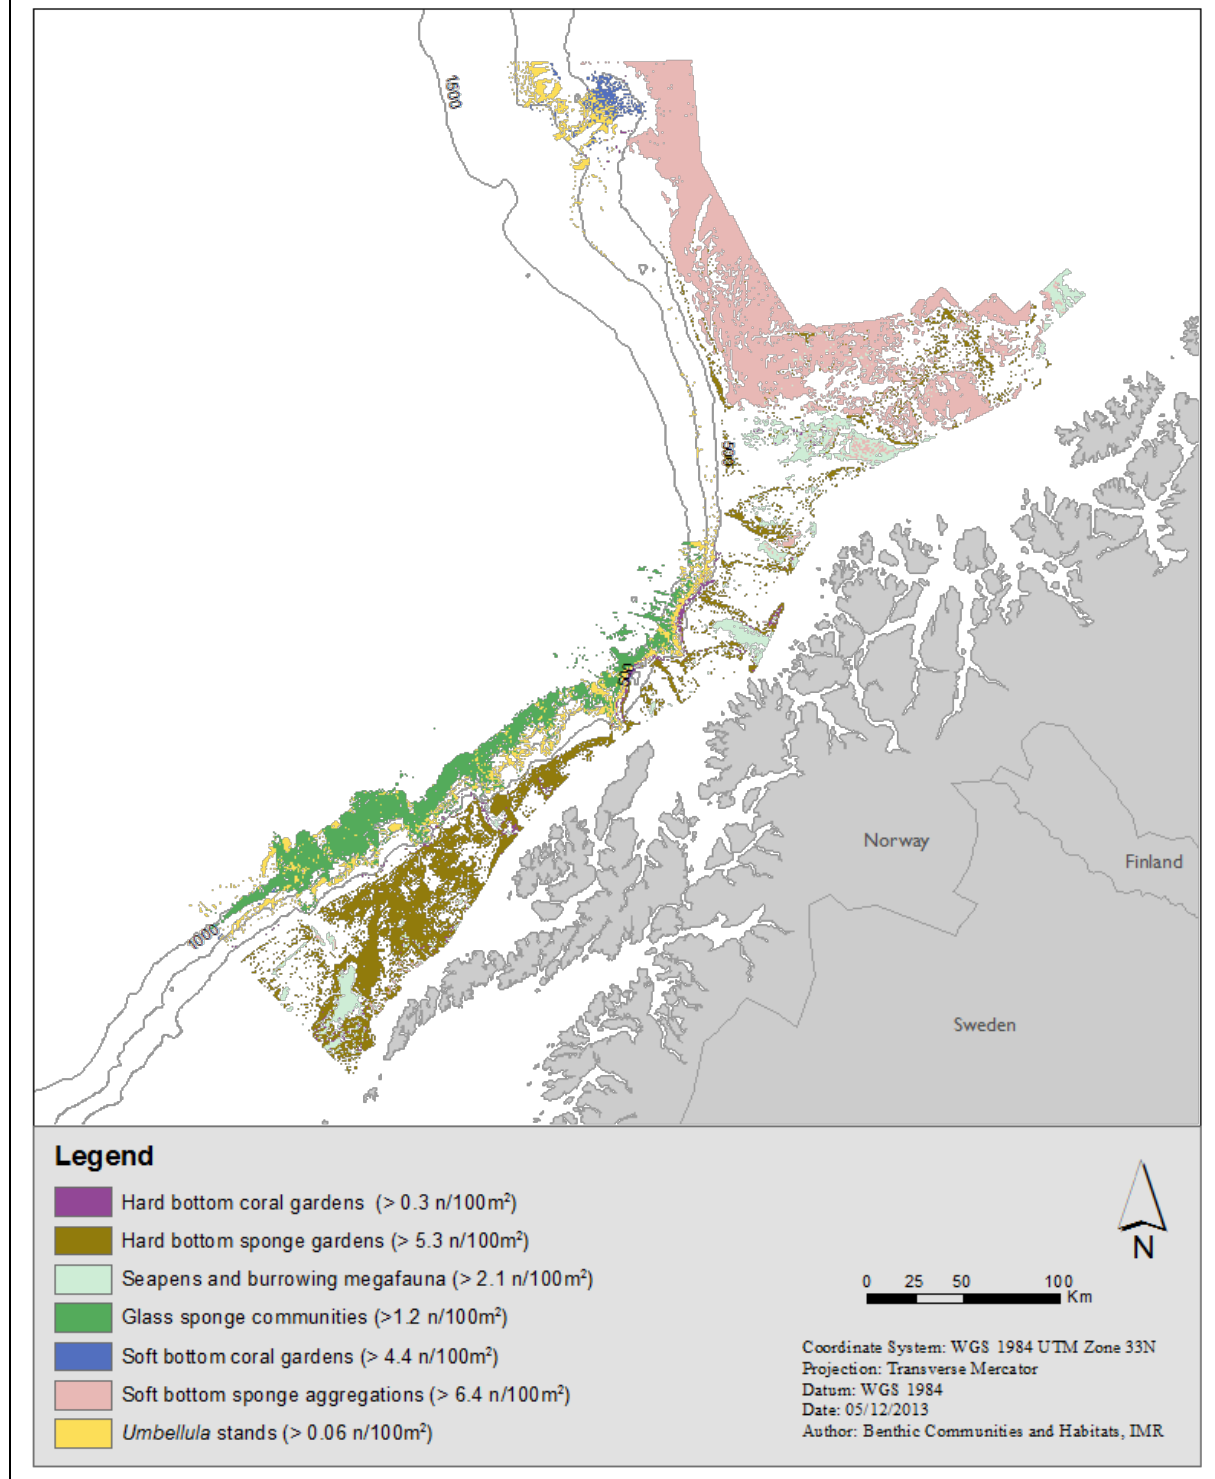 1500
500
500
1000
Norway
Finland
Sweden
Legend
Hard bottom coral gardens (> 0.3 n/100m²)
Hard bottom sponge gardens (> 5.3 n/100m²)
Seapens and burrowing megafauna (> 2.1 n/100m²)
Glass sponge communities (>1.2 n/100m²)
Soft bottom coral gardens (> 4.4 n/100m²)
Soft bottom sponge aggregations (> 6.4 n/100m²)
Umbellula stands (> 0.06 n/100m²)
N
0 25 50 100
Km
Coordinate System: WGS 1984 UTM Zone 33N
Projection: Transverse Mercator
Datum: WGS 1984
Date: 05/12/2013
Author: Benthic Communities and Habitats, IMR